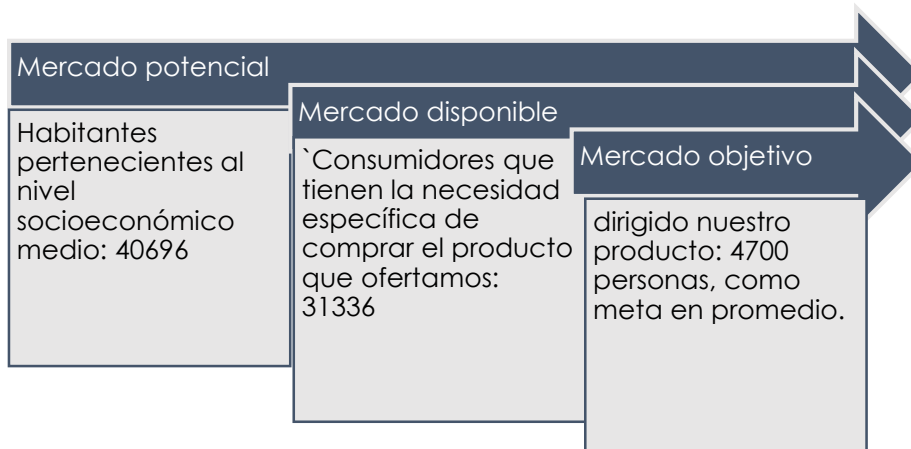 Mercado potencial
Habitantes
pertenecientes al
nivel
socioeconómico
medio: 40696
Mercado disponible
`Consumidores que
tienen la necesidad
específica de
comprar el producto
que ofertamos:
31336
Mercado objetivo
dirigido nuestro
producto: 4700
personas, como
meta en promedio.